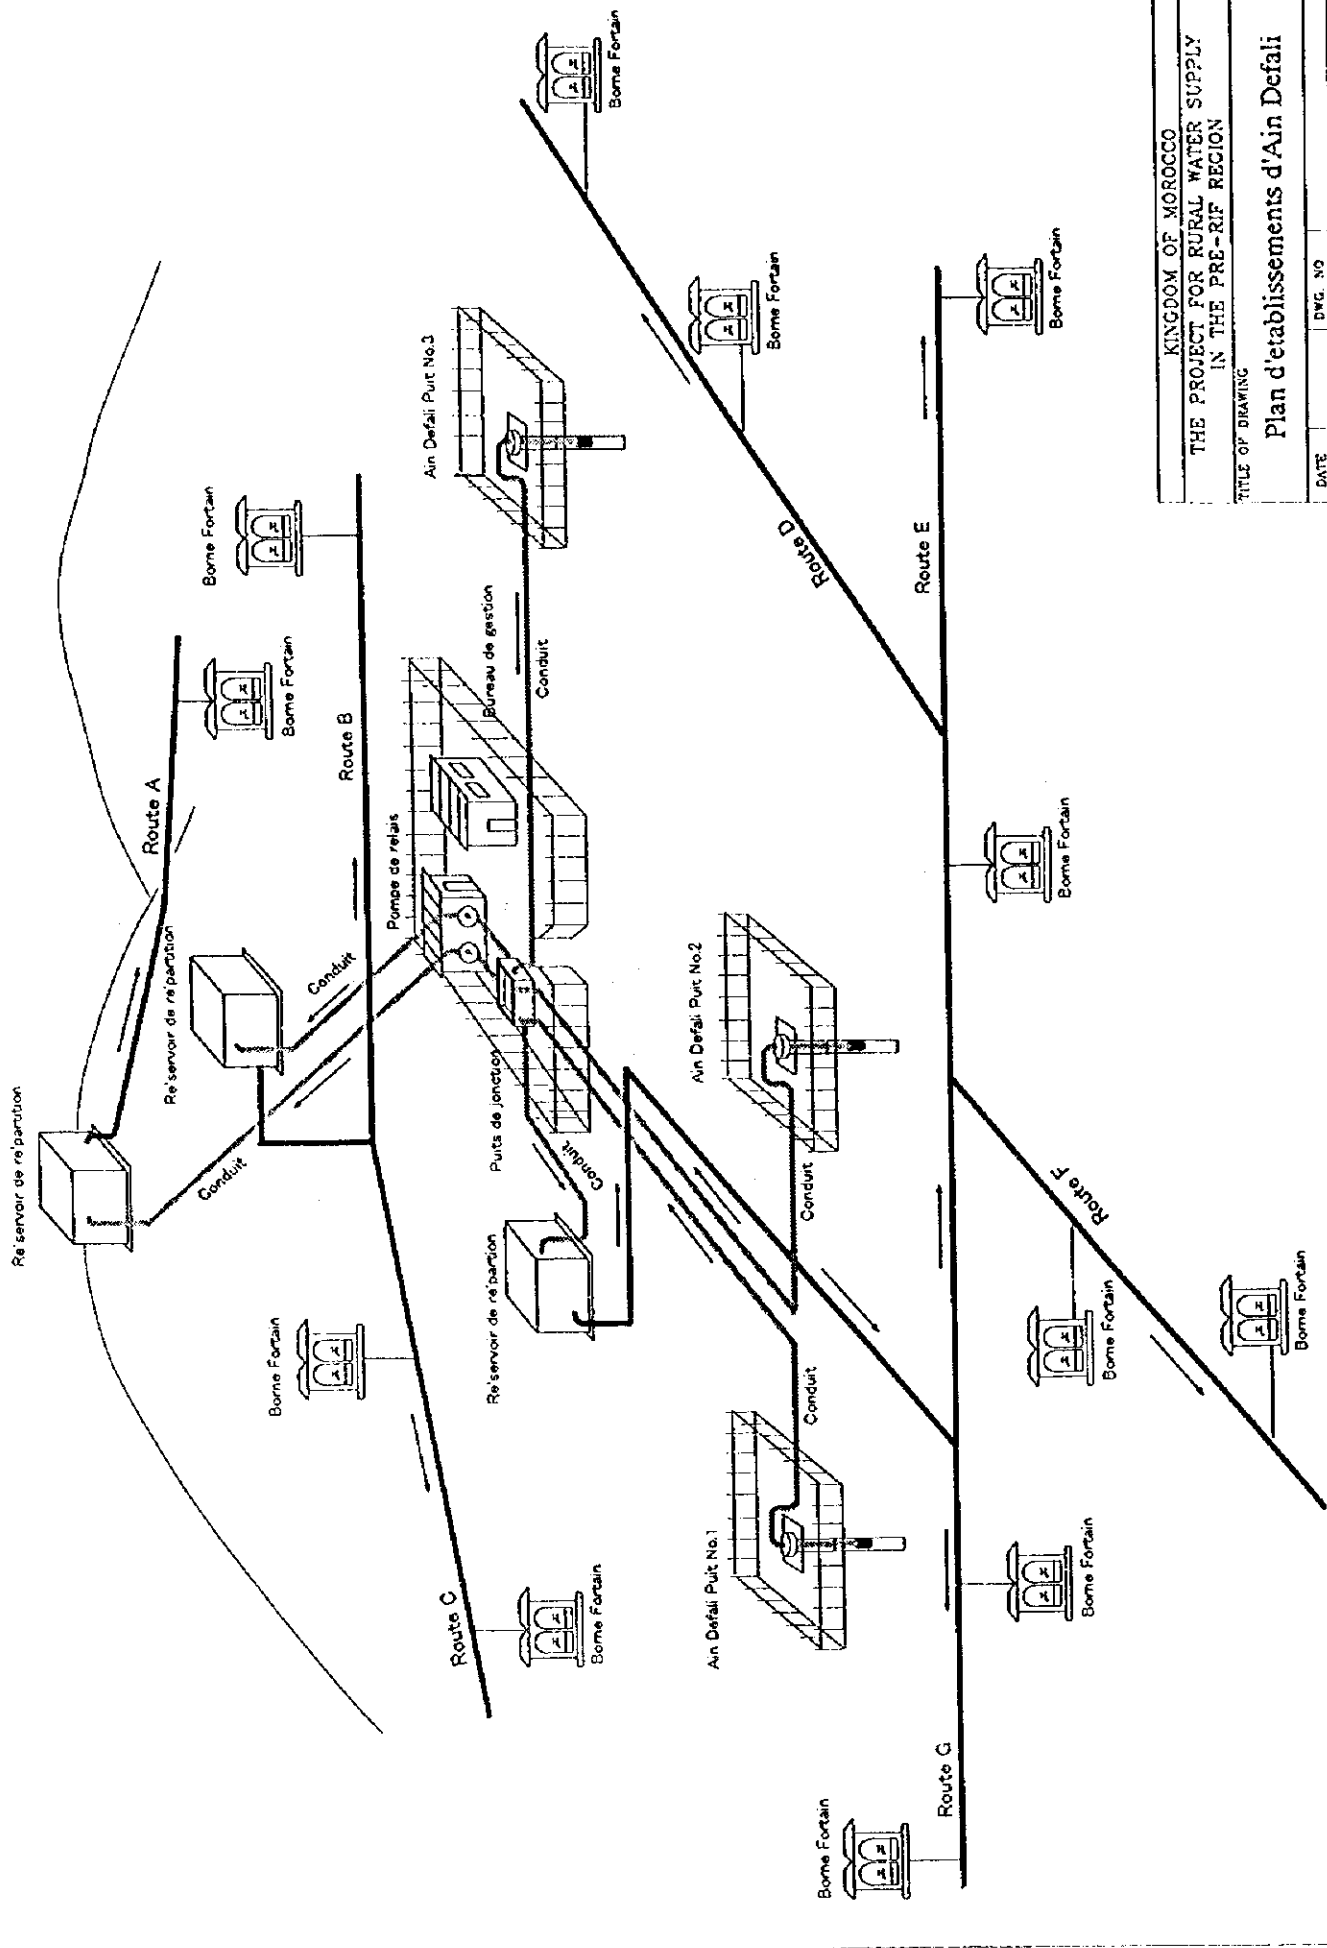 Re'servoir de re'partition
Route A
Re'servoir de re'partition
Borne Fortain
Conduit
Borne Fortain
Borne Fortain
Conduit
Route B
Pompe de relais
Ain Defali Puit No.3
Route C
Re'servoir de re'partion
Puits de jonction
Bureau de gestion
Conduit
Conduit
Borne Fortain
Borne Fortain
Ain Defali Puit No.2
Ain Defali Puit No.1
Borne Fortain
Conduit
Conduit
Route D
Borne Fortain
Route E
Route G
Borne Fortain
Borne Fortain
Borne Fortain
Route F
Borne Fortain
Borne Fortain
KINGDOM OF MOROCCO
THE PROJECT FOR RURAL WATER SUPPLY
IN THE PRE-RIF REGION
TITLE OF DRAWING
Plan d'etablissements d'Ain Defali
DATE
DWG. NO